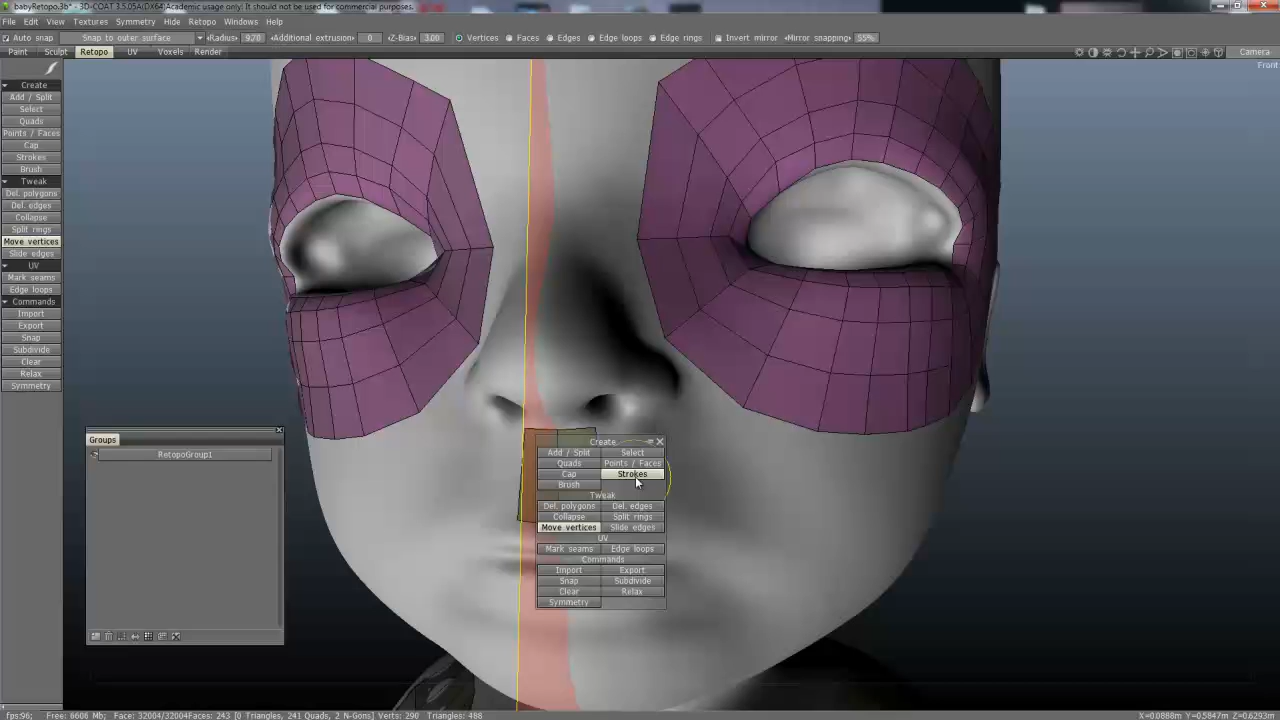 babyRetopo.3b* - 3D-COAT 3.5.05A(DX64)Academic usage only! It should not be used for commercial purposes.
File Edit View Textures Symmetry Hide Retopo Windows Help
Auto snap Snap to outer surface Radius: 9.70 Additional extrusion: 0 Z-Bias: 3.00 Vertices Faces Edges Edge loops Edge rings Invert mirror Mirror snapping: 55%
Paint Sculpt Retopo UV Voxels Render Camera
Front
Create
Add / Split
Select
Quads
Points / Faces
Cap
Strokes
Brush
Tweak
Del. polygons
Del. edges
Collapse
Split rings
Move vertices
Slide edges
UV
Mark seams
Edge loops
Commands
Import
Export
Snap
Subdivide
Clear
Relax
Symmetry
Groups
RetopoGroup1
Create
Add / Split Select
Quads Points / Faces
Cap Strokes
Brush
Tweak
Del. polygons Del. edges
Collapse Split rings
Move vertices Slide edges
UV
Mark seams Edge loops
Commands
Import Export
Snap Subdivide
Clear Relax
Symmetry
fps:96; Free: 6606 Mb; Face: 32004/32004Faces: 243 [0 Triangles, 241 Quads, 2 N-Gons] Verts: 290 Triangles: 488 X=0.0888m Y=0.5847m Z=0.6293m